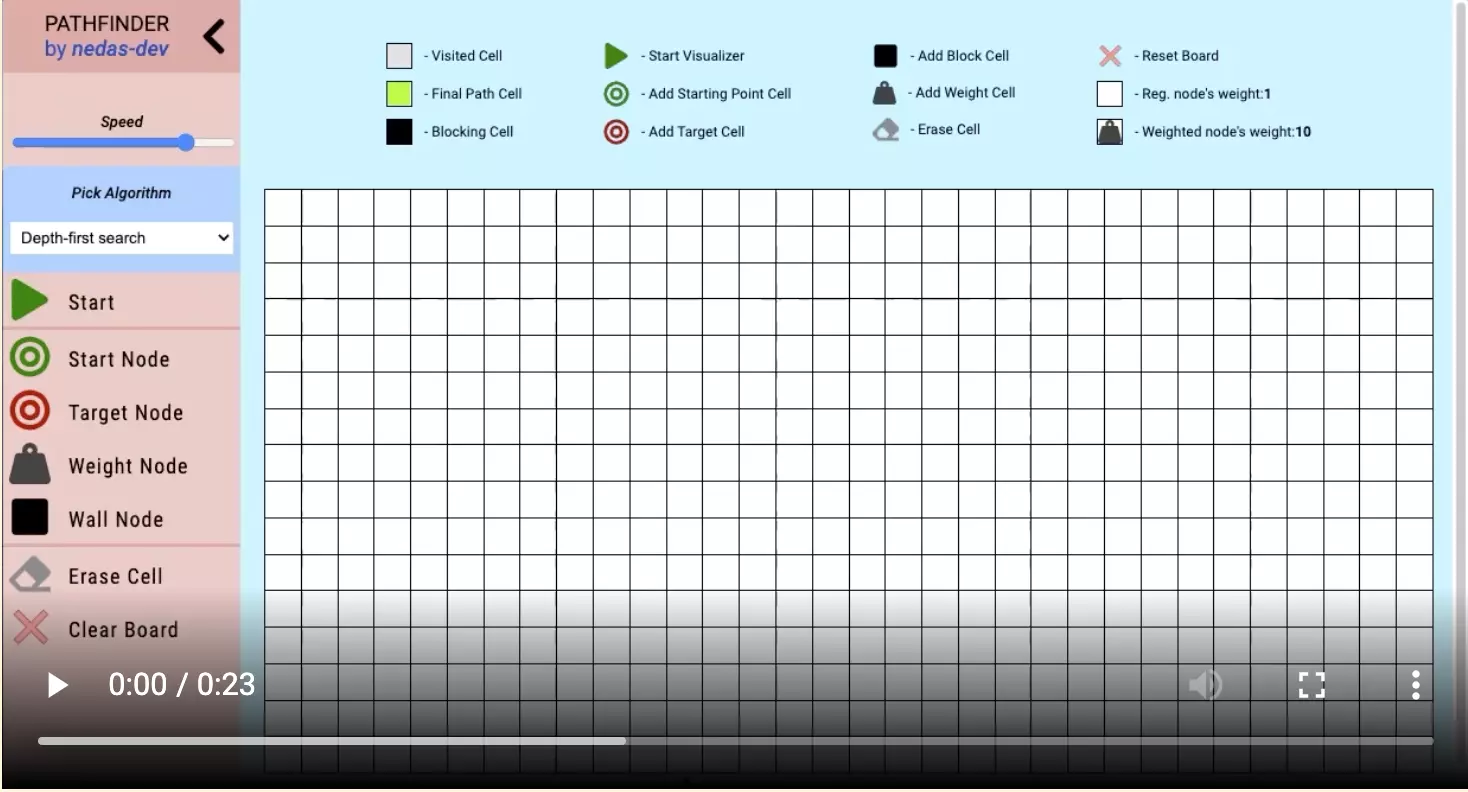 PATHFINDER
by nedas-dev
Speed
Pick Algorithm
Depth-first search
Start
Start Node
Target Node
Weight Node
Wall Node
Erase Cell
Clear Board
- Visited Cell
- Final Path Cell
- Blocking Cell
- Start Visualizer
- Add Starting Point Cell
- Add Target Cell
- Add Block Cell
- Add Weight Cell
- Erase Cell
- Reset Board
- Reg. node's weight:1
- Weighted node's weight:10
0:00 / 0:23